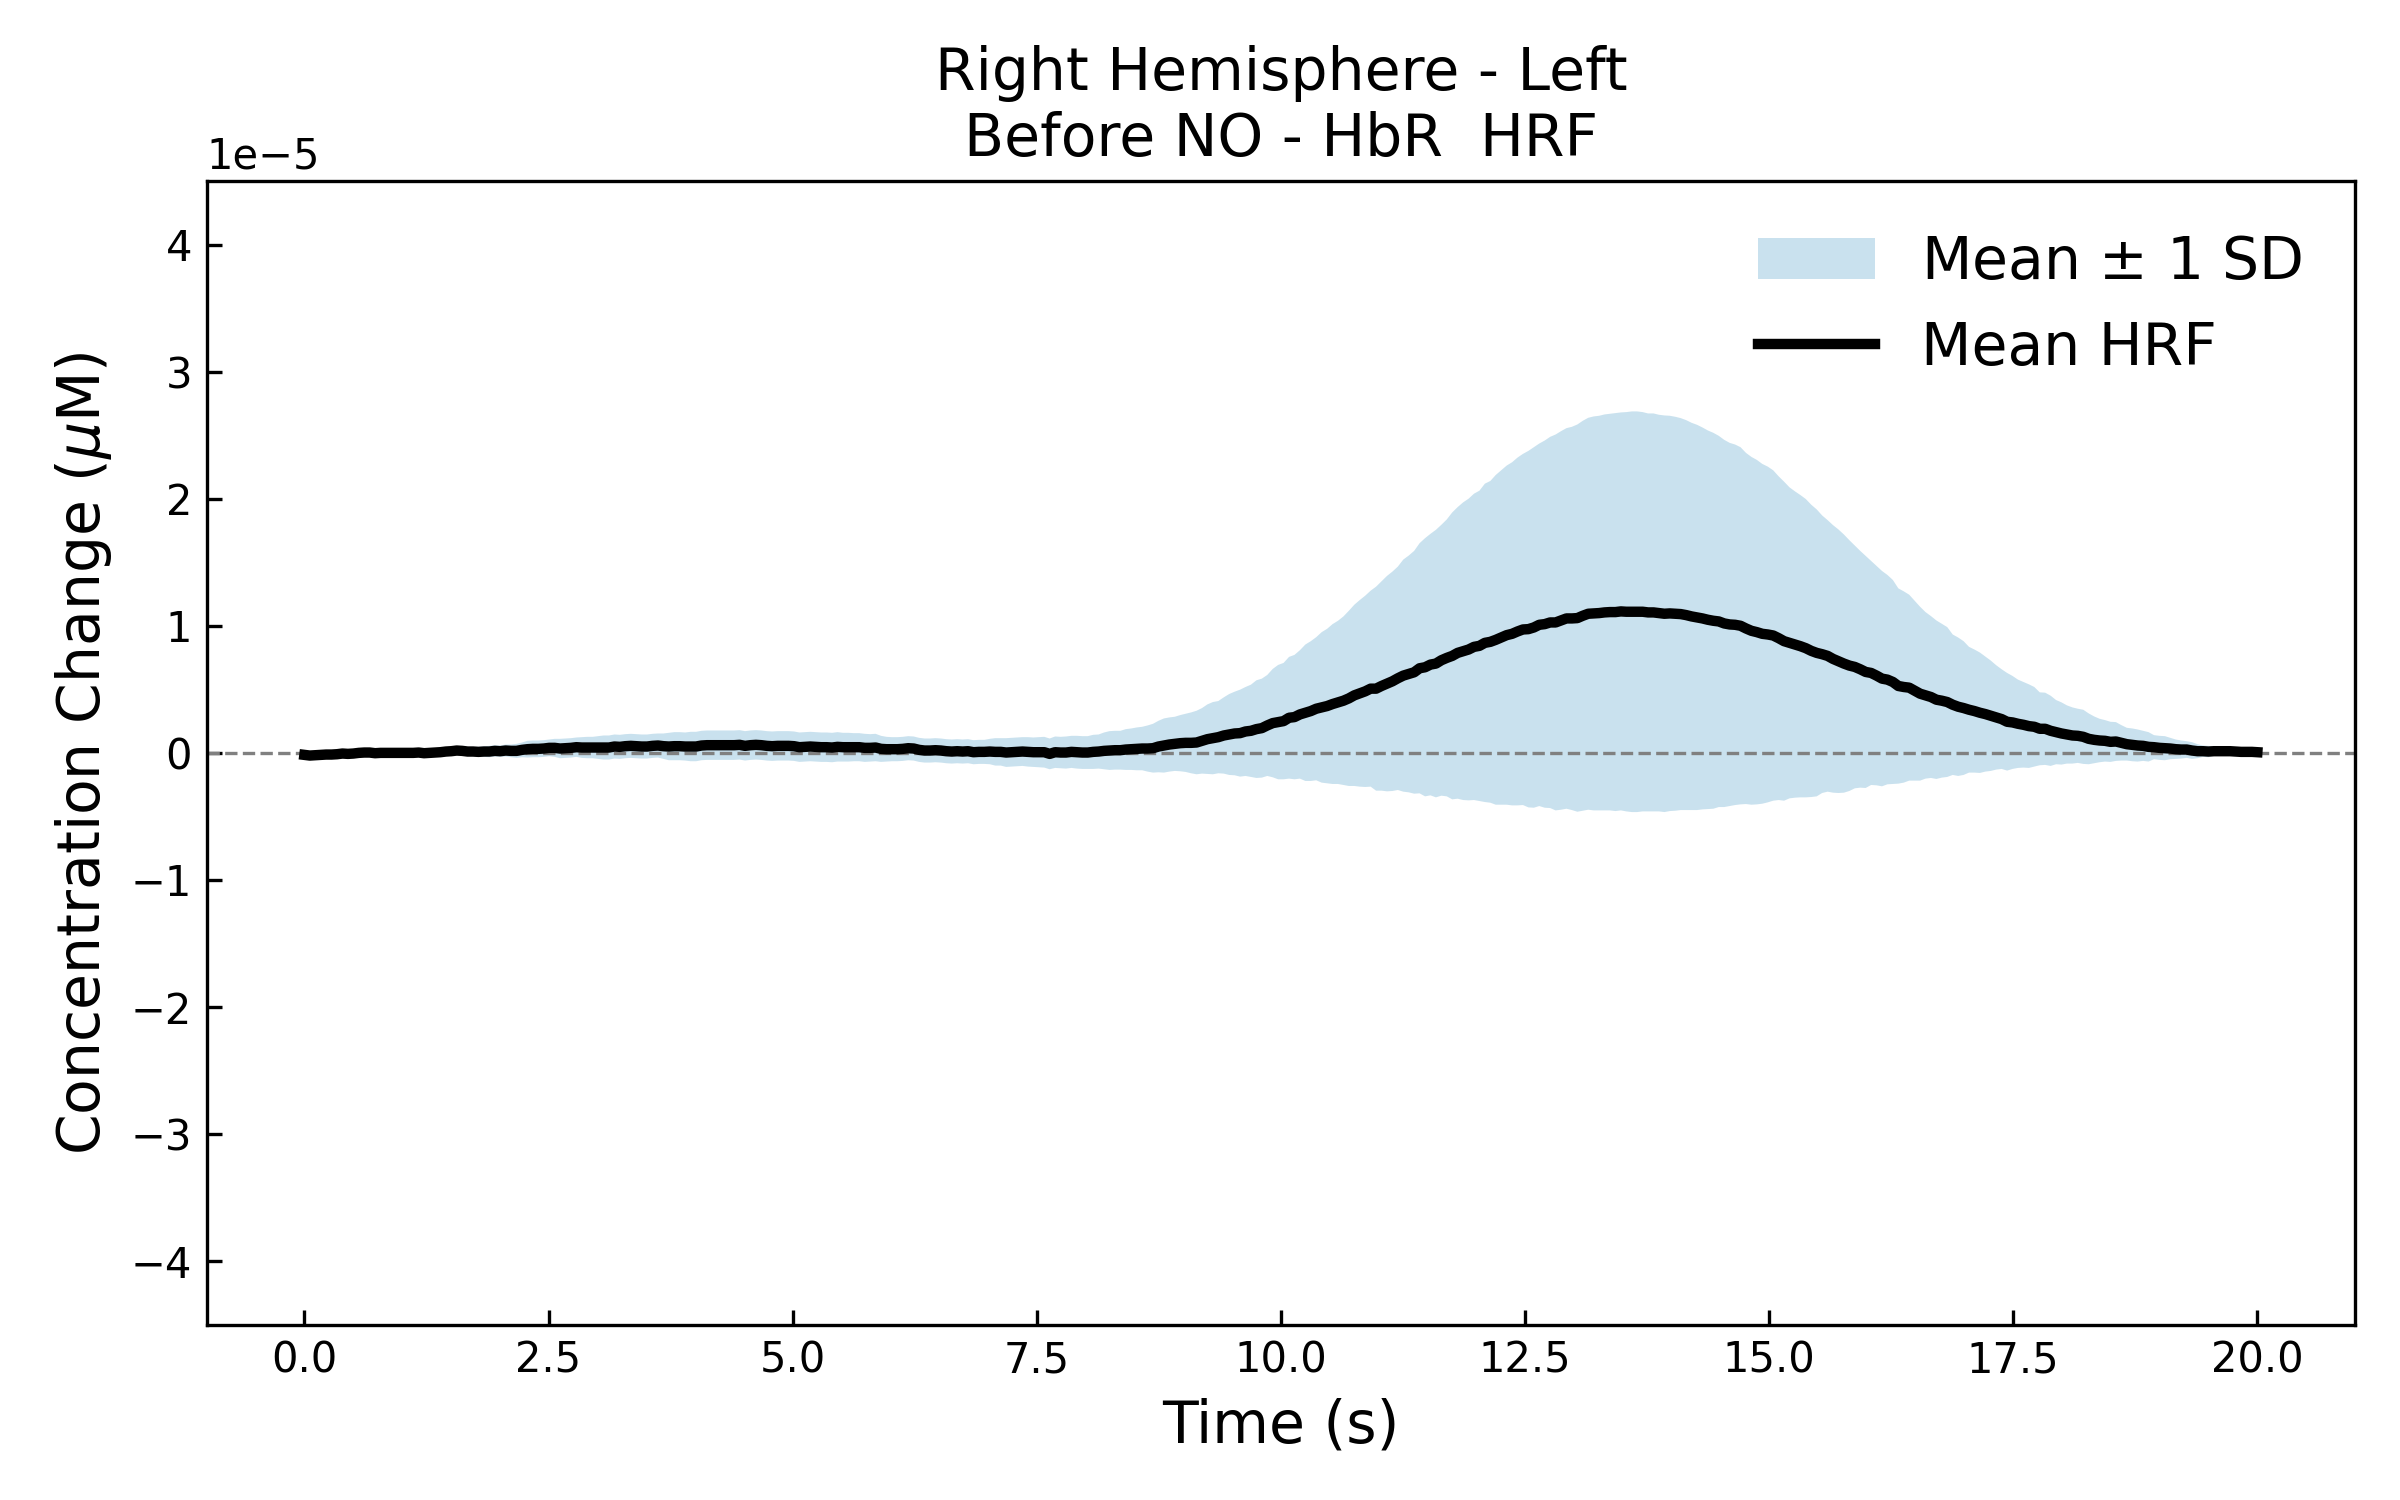 Right Hemisphere - Left
Before NO - HbR  HRF
1e−5
Mean ± 1 SD
Mean HRF
Concentration Change (μM)
4
3
2
1
0
−1
−2
−3
−4
0.0 2.5 5.0 7.5 10.0 12.5 15.0 17.5 20.0
Time (s)